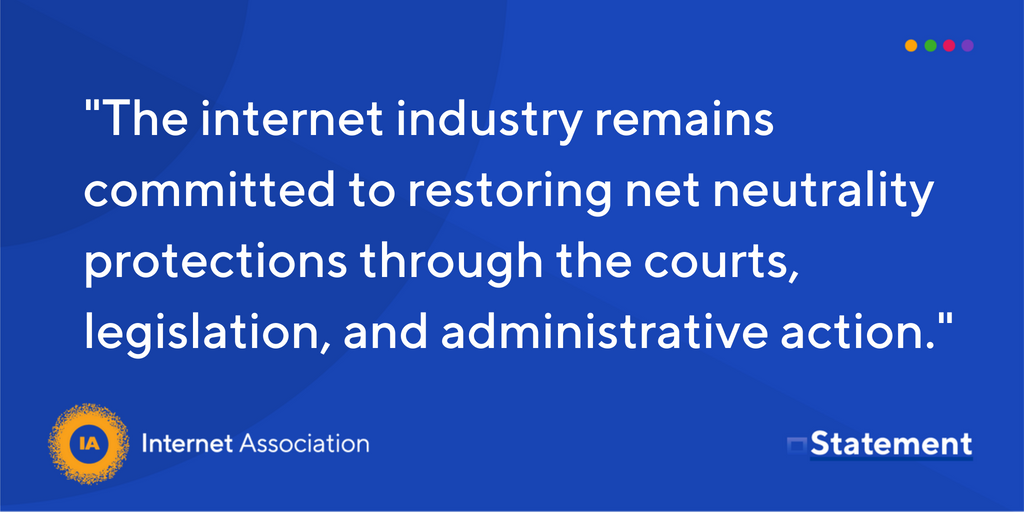 "The internet industry remains
committed to restoring net neutrality
protections through the courts,
legislation, and administrative action."
IA
Internet Association
Statement